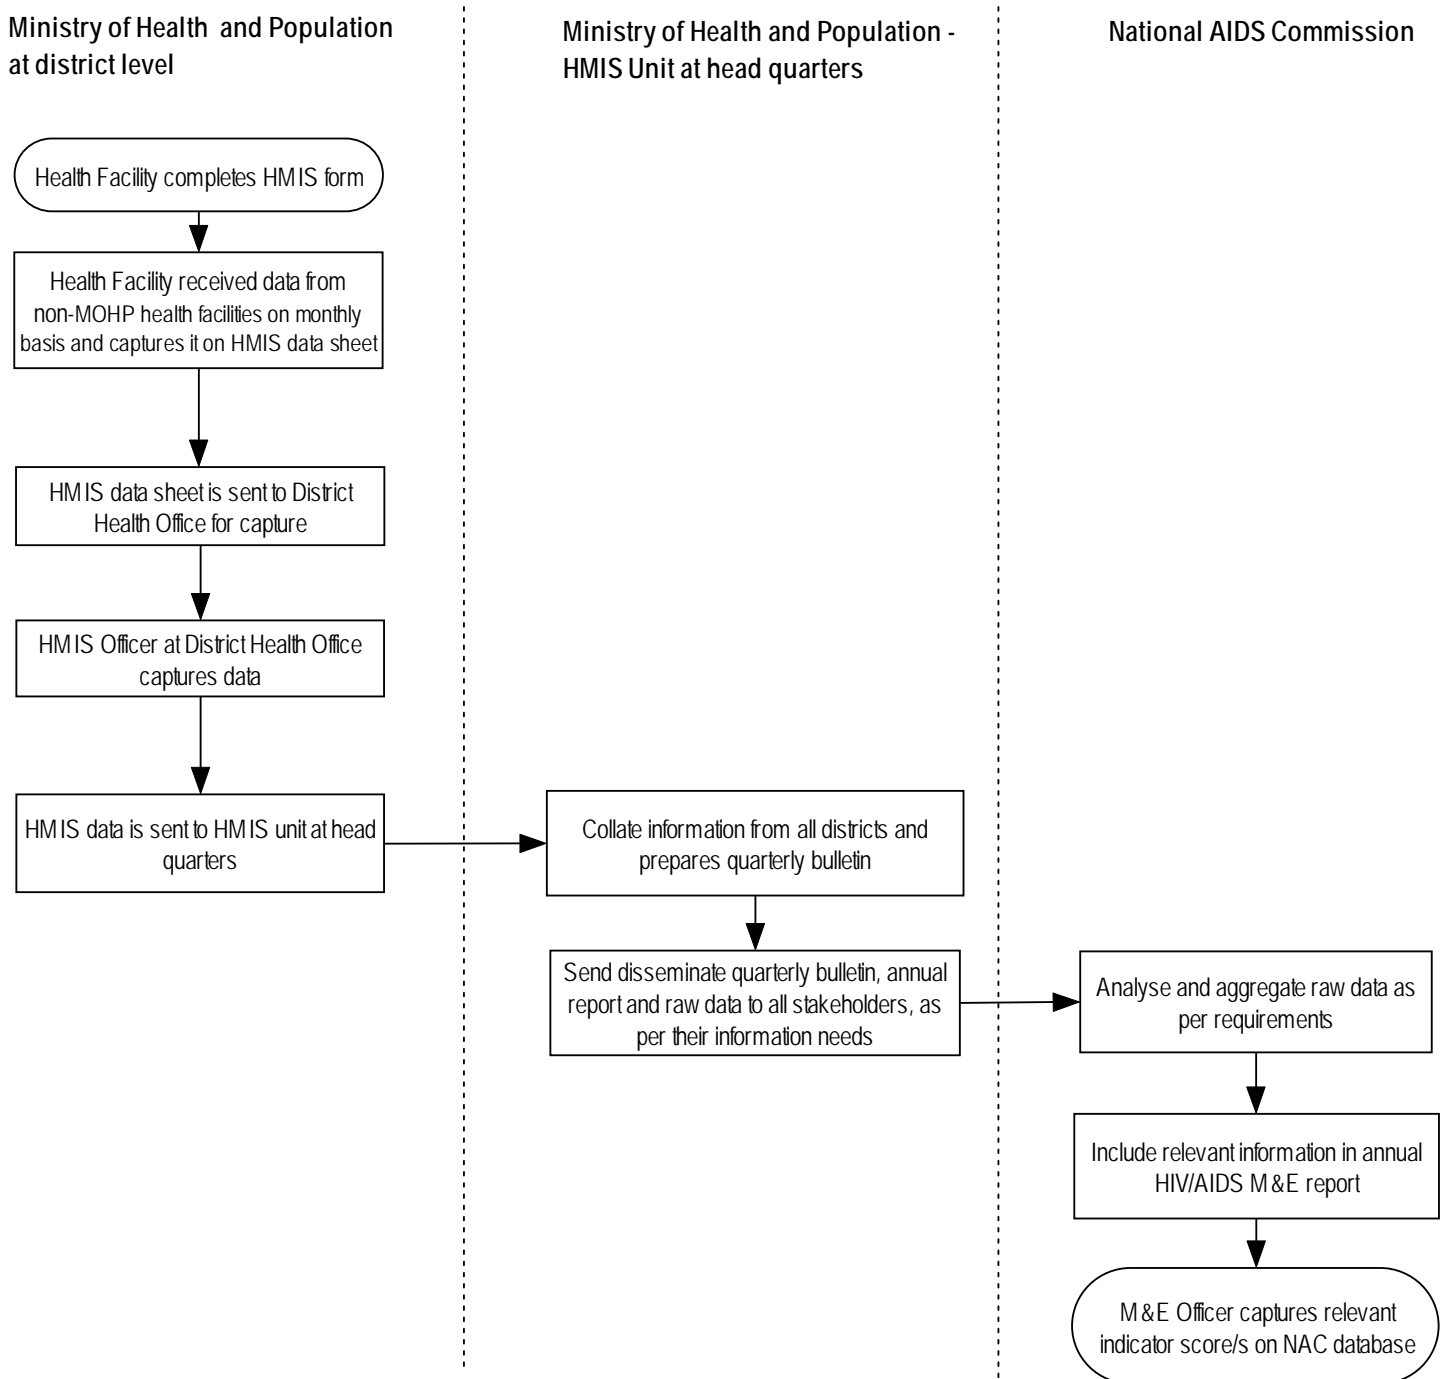 Ministry of Health and Population
at district level
Ministry of Health and Population -
HMIS Unit at head quarters
National AIDS Commission
Health Facility completes HMIS form
Health Facility received data from
non-MOHP health facilities on monthly
basis and captures it on HMIS data sheet
HMIS data sheet is sent to District
Health Office for capture
HMIS Officer at District Health Office
captures data
HMIS data is sent to HMIS unit at head
quarters
Collate information from all districts and
prepares quarterly bulletin
Send disseminate quarterly bulletin, annual
report and raw data to all stakeholders, as
per their information needs
Analyse and aggregate raw data as
per requirements
Include relevant information in annual
HIV/AIDS M&E report
M&E Officer captures relevant
indicator score/s on NAC database